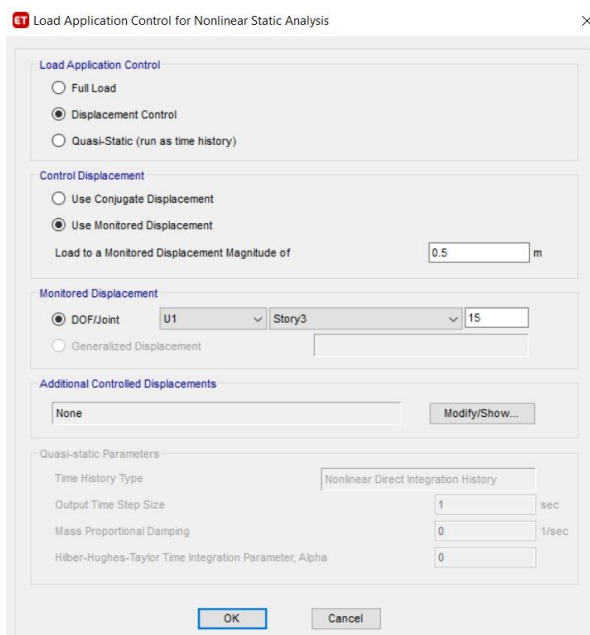 ET Load Application Control for Nonlinear Static Analysis
Load Application Control
Full Load
Displacement Control
Quasi-Static (run as time history)
Control Displacement
Use Conjugate Displacement
Use Monitored Displacement
Load to a Monitored Displacement Magnitude of 0.5 m
Monitored Displacement
DOF/Joint U1 Story3 15
Generalized Displacement
Additional Controlled Displacements
None Modify/Show...
Quasi-static Parameters
Time History Type Nonlinear Direct Integration History
Output Time Step Size 1 sec
Mass Proportional Damping 0 1/sec
Hilber-Hughes-Taylor Time Integration Parameter, Alpha 0
OK Cancel